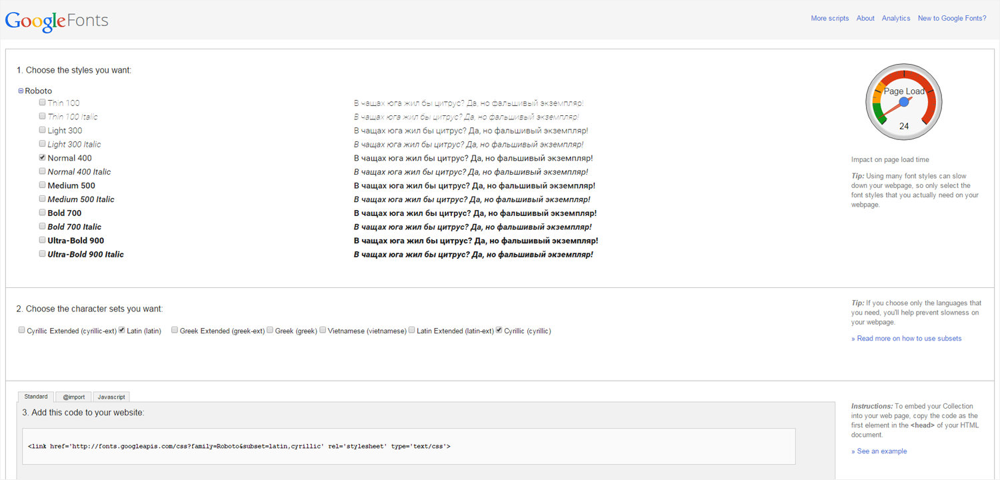 GoogleFonts
More scripts About Analytics New to Google Fonts?
1. Choose the styles you want:
Roboto
Thin 100 В чащах юга жил бы цитрус? Да, но фальшивый экземпляр!
Thin 100 Italic В чащах юга жил бы цитрус? Да, но фальшивый экземпляр!
Light 300 В чащах юга жил бы цитрус? Да, но фальшивый экземпляр!
Light 300 Italic В чащах юга жил бы цитрус? Да, но фальшивый экземпляр!
Normal 400 В чащах юга жил бы цитрус? Да, но фальшивый экземпляр!
Normal 400 Italic В чащах юга жил бы цитрус? Да, но фальшивый экземпляр!
Medium 500 В чащах юга жил бы цитрус? Да, но фальшивый экземпляр!
Medium 500 Italic В чащах юга жил бы цитрус? Да, но фальшивый экземпляр!
Bold 700 В чащах юга жил бы цитрус? Да, но фальшивый экземпляр!
Bold 700 Italic В чащах юга жил бы цитрус? Да, но фальшивый экземпляр!
Ultra-Bold 900 В чащах юга жил бы цитрус? Да, но фальшивый экземпляр!
Ultra-Bold 900 Italic В чащах юга жил бы цитрус? Да, но фальшивый экземпляр!
Page Load
24
Impact on page load time
Tip: Using many font styles can slow
down your webpage, so only select the
font styles that you actually need on your
webpage.
2. Choose the character sets you want:
Cyrillic Extended (cyrillic-ext) Latin (latin) Greek Extended (greek-ext) Greek (greek) Vietnamese (vietnamese) Latin Extended (latin-ext) Cyrillic (cyrillic)
Tip: If you choose only the languages that
you need, you'll help prevent slowness on
your webpage.
» Read more on how to use subsets
Standard @import Javascript
3. Add this code to your website:
<link href='http://fonts.googleapis.com/css?family=Roboto&subset=latin,cyrillic' rel='stylesheet' type='text/css'>
Instructions: To embed your Collection
into your web page, copy the code as the
first element in the <head> of your HTML
document.
» See an example